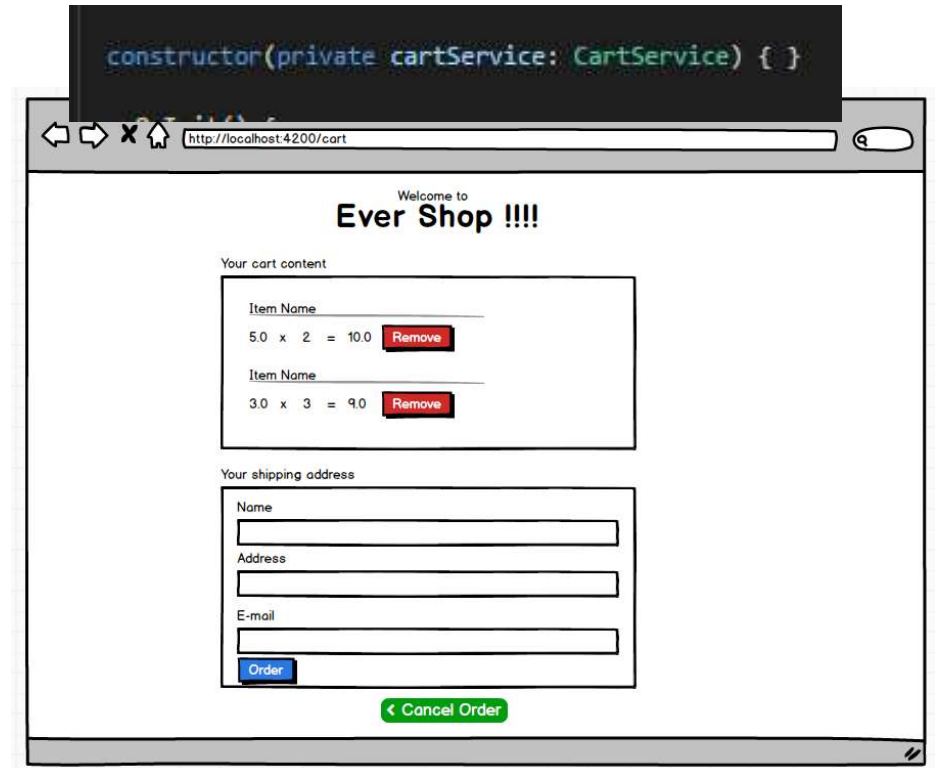 constructor(private cartService: CartService) { }
http://localhost:4200/cart
Welcome to
Ever Shop !!!!
Your cart content
Item Name
5.0 x 2 = 10.0 Remove
Item Name
3.0 x 3 = 9.0 Remove
Your shipping address
Name
Address
E-mail
Order
Cancel Order